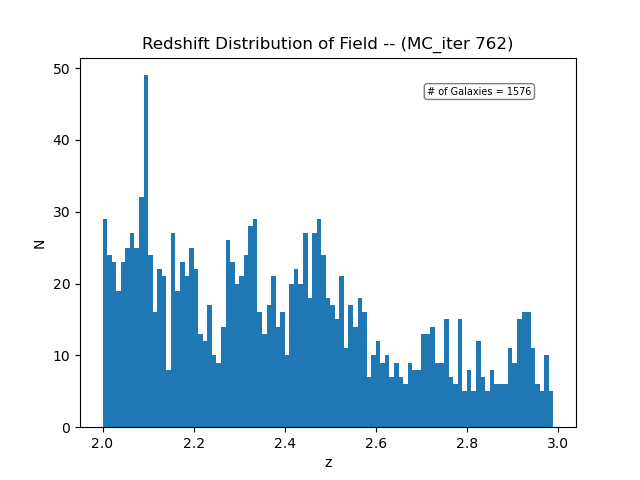 Redshift Distribution of Field -- (MC_iter 762)
# of Galaxies = 1576
50
40
30
20
10
0
N
2.0 2.2 2.4 2.6 2.8 3.0
z